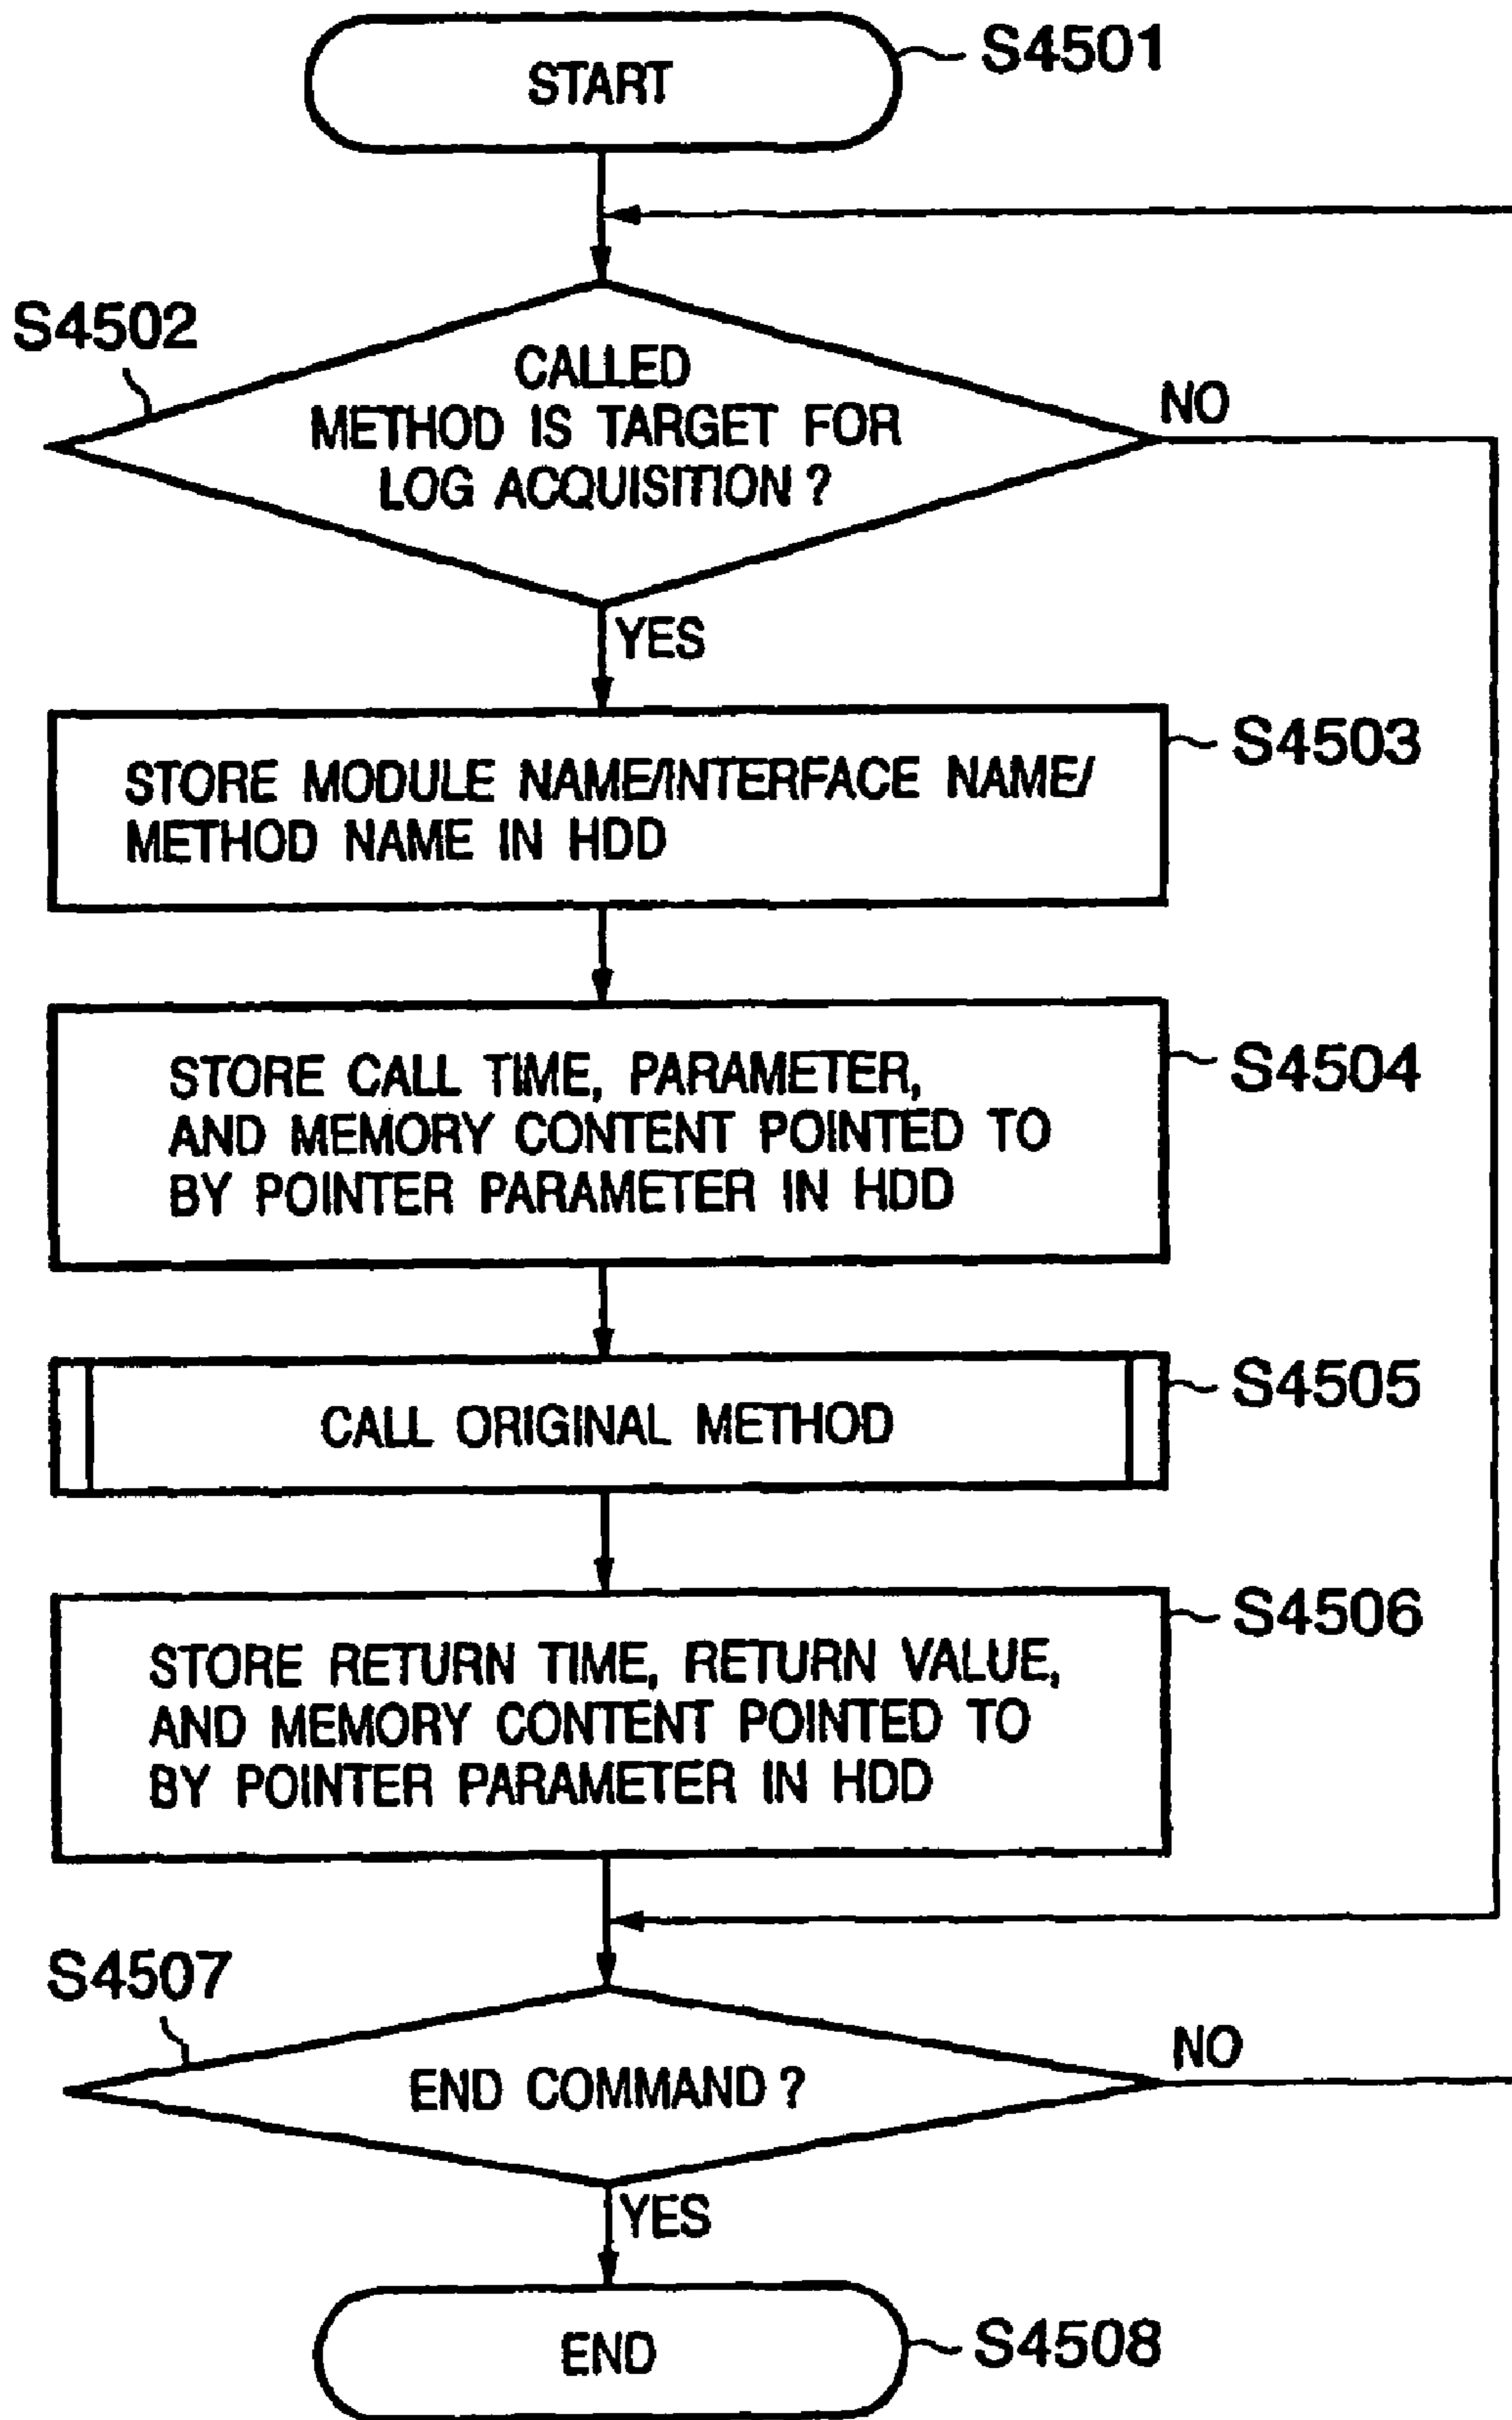 START
S4501
S4502
CALLED
METHOD IS TARGET FOR
LOG ACQUISITION ?
NO
YES
STORE MODULE NAME/INTERFACE NAME/
METHOD NAME IN HDD
S4503
STORE CALL TIME, PARAMETER,
AND MEMORY CONTENT POINTED TO
BY POINTER PARAMETER IN HDD
S4504
CALL ORIGINAL METHOD
S4505
STORE RETURN TIME, RETURN VALUE,
AND MEMORY CONTENT POINTED TO
BY POINTER PARAMETER IN HDD
S4506
S4507
END COMMAND ?
NO
YES
END
S4508